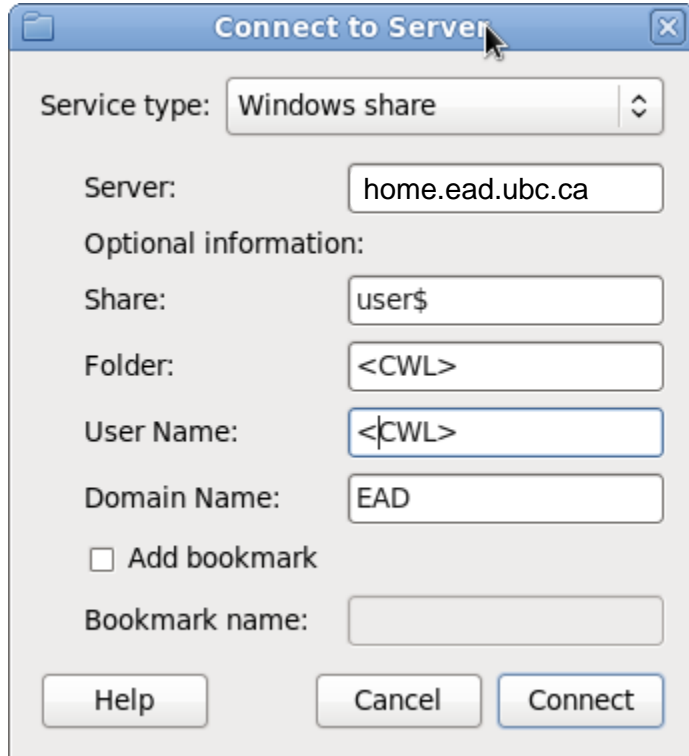 Connect to Server
Service type: Windows share
Server: home.ead.ubc.ca
Optional information:
Share: user$
Folder: <CWL>
User Name: <CWL>
Domain Name: EAD
Add bookmark
Bookmark name:
Help Cancel Connect